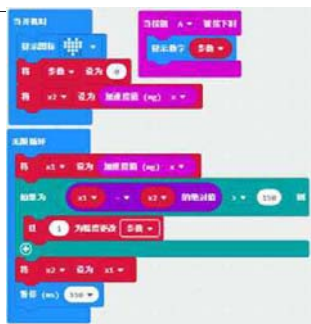 当开机时
显示图标
将 步数 设为 0
将 x2 设为 加速度值 (mg) x
当按钮 A 被按下时
显示数字 步数
无限循环
将 x1 设为 加速度值 (mg) x
如果为 x1 - x2 的绝对值 > 350 则
以 1 为幅度更改 步数
将 x2 设为 x1
暂停 (ms) 350